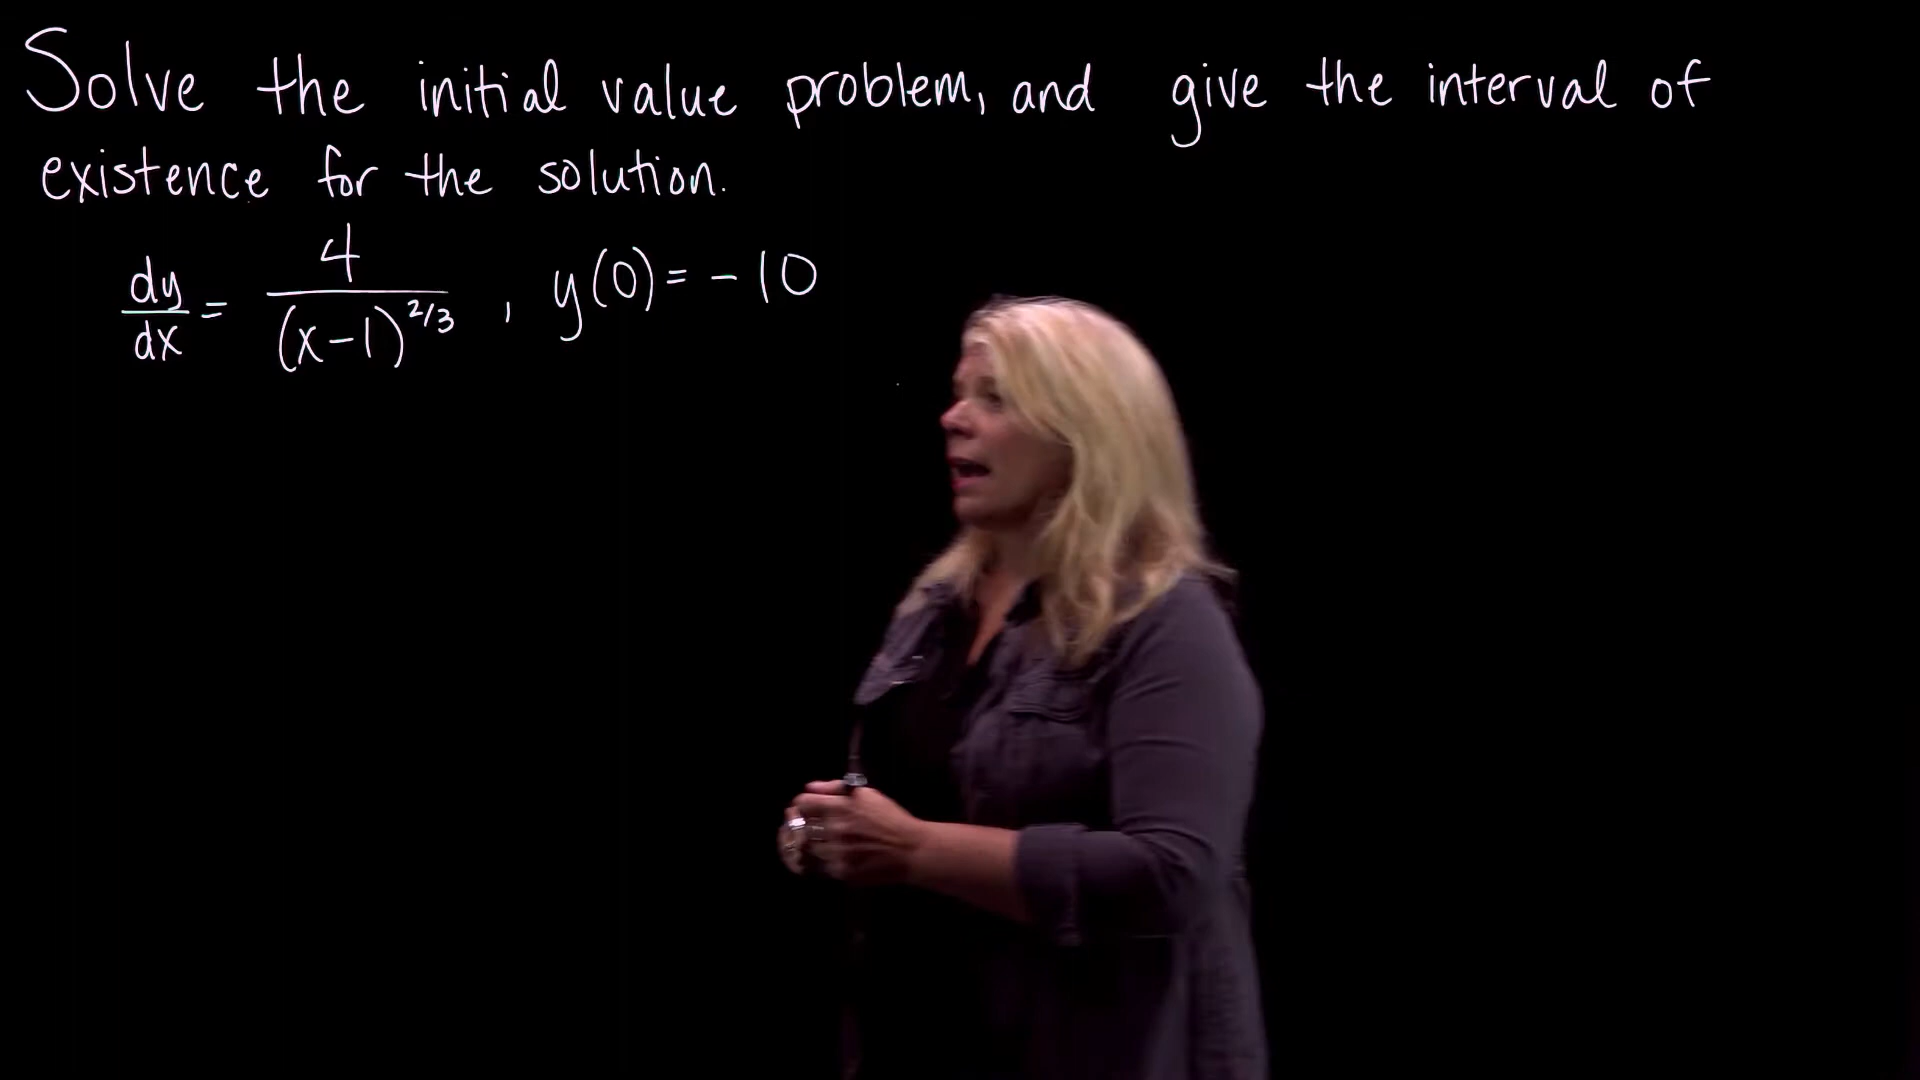 Solve the initial value problem, and give the interval of
existence for the solution.
dy/dx = 4/(x-1)^2/3 , y(0) = -10